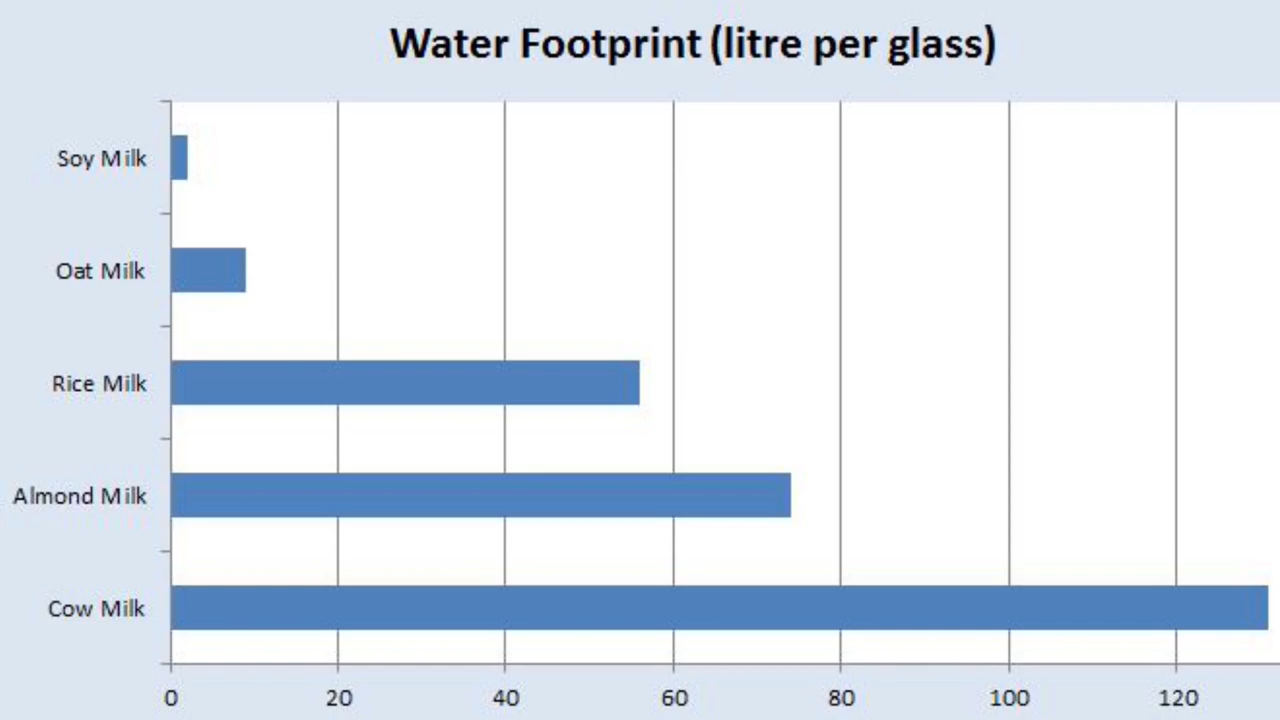 Water Footprint (litre per glass)
Soy Milk
Oat Milk
Rice Milk
Almond Milk
Cow Milk
0 20 40 60 80 100 120